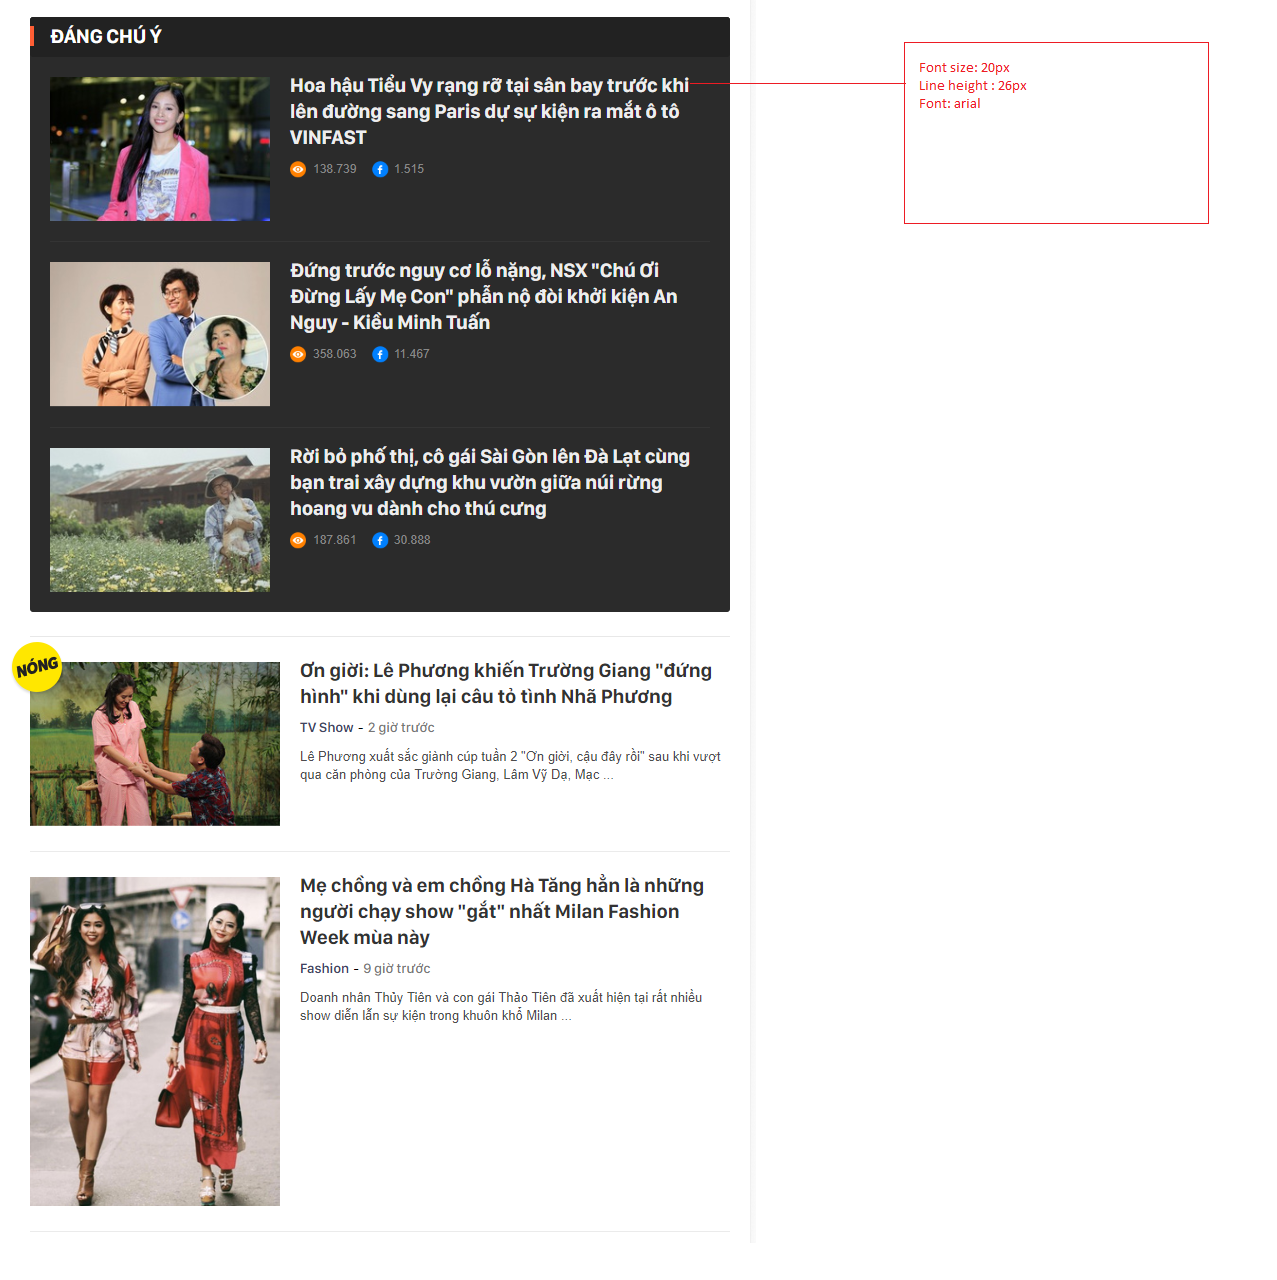 ĐÁNG CHÚ Ý
Hoa hậu Tiểu Vy rạng rỡ tại sân bay trước khi
lên đường sang Paris dự sự kiện ra mắt ô tô
VINFAST
138.739 1.515
Đứng trước nguy cơ lỗ nặng, NSX "Chú Ơi
Đừng Lấy Mẹ Con" phẫn nộ đòi khởi kiện An
Nguy - Kiều Minh Tuấn
358.063 11.467
Rời bỏ phố thị, cô gái Sài Gòn lên Đà Lạt cùng
bạn trai xây dựng khu vườn giữa núi rừng
hoang vu dành cho thú cưng
187.861 30.888
NÓNG
Ơn giời: Lê Phương khiến Trường Giang "đứng
hình" khi dùng lại câu tỏ tình Nhã Phương
TV Show - 2 giờ trước
Lê Phương xuất sắc giành cúp tuần 2 "Ơn giời, cậu đây rồi" sau khi vượt
qua căn phòng của Trường Giang, Lâm Vỹ Dạ, Mạc ...
Mẹ chồng và em chồng Hà Tăng hẳn là những
người chạy show "gắt" nhất Milan Fashion
Week mùa này
Fashion - 9 giờ trước
Doanh nhân Thủy Tiên và con gái Thảo Tiên đã xuất hiện tại rất nhiều
show diễn lẫn sự kiện trong khuôn khổ Milan ...
Font size: 20px
Line height : 26px
Font: arial